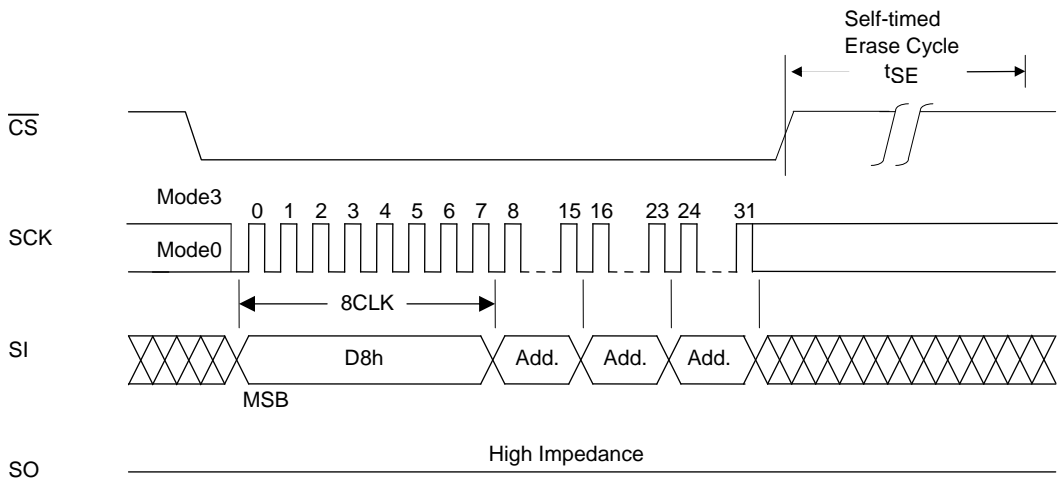 Self-timed
Erase Cycle
tSE
CS
Mode3
0 1 2 3 4 5 6 7 8 15 16 23 24 31
SCK
Mode0
8CLK
SI
D8h Add. Add. Add.
MSB
High Impedance
SO